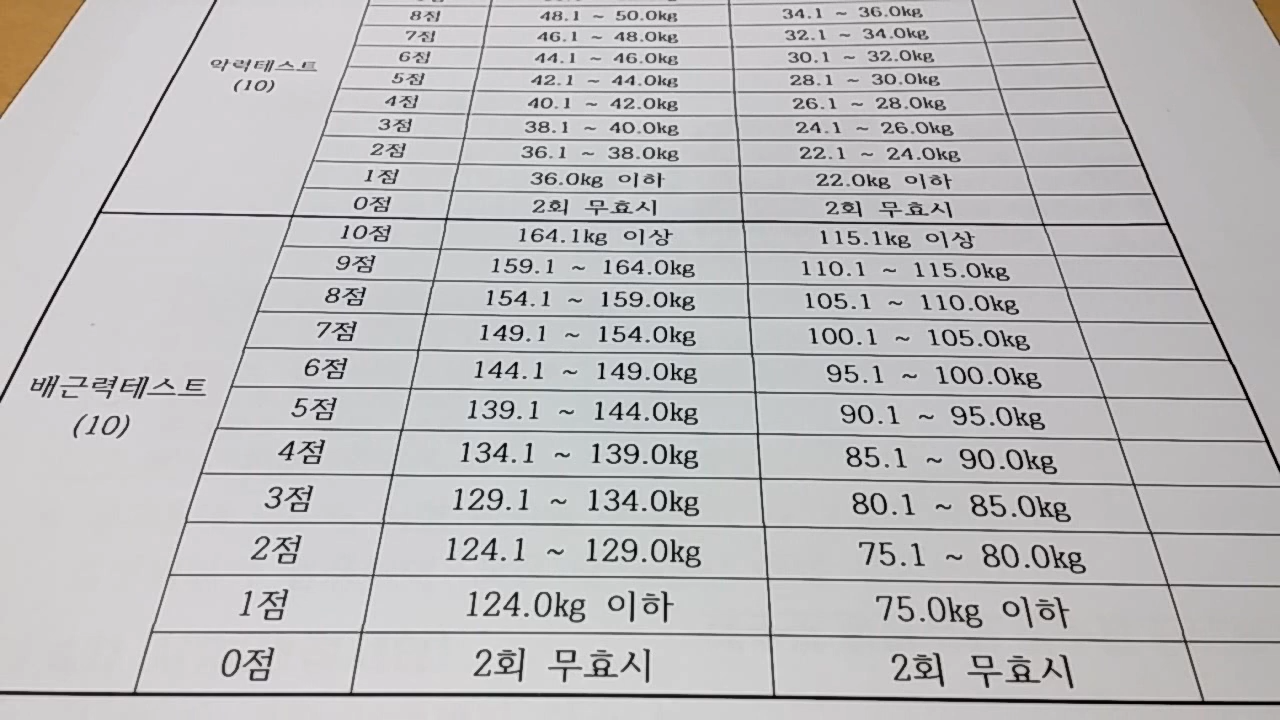 8점 48.1 ~ 50.0kg 34.1 ~ 36.0kg
7점 46.1 ~ 48.0kg 32.1 ~ 34.0kg
6점 44.1 ~ 46.0kg 30.1 ~ 32.0kg
악력테스트
(10)
5점 42.1 ~ 44.0kg 28.1 ~ 30.0kg
4점 40.1 ~ 42.0kg 26.1 ~ 28.0kg
3점 38.1 ~ 40.0kg 24.1 ~ 26.0kg
2점 36.1 ~ 38.0kg 22.1 ~ 24.0kg
1점 36.0kg 이하 22.0kg 이하
0점 2회 무효시 2회 무효시
10점 164.1kg 이상 115.1kg 이상
9점 159.1 ~ 164.0kg 110.1 ~ 115.0kg
8점 154.1 ~ 159.0kg 105.1 ~ 110.0kg
7점 149.1 ~ 154.0kg 100.1 ~ 105.0kg
6점 144.1 ~ 149.0kg 95.1 ~ 100.0kg
배근력테스트
(10)
5점 139.1 ~ 144.0kg 90.1 ~ 95.0kg
4점 134.1 ~ 139.0kg 85.1 ~ 90.0kg
3점 129.1 ~ 134.0kg 80.1 ~ 85.0kg
2점 124.1 ~ 129.0kg 75.1 ~ 80.0kg
1점 124.0kg 이하 75.0kg 이하
0점 2회 무효시 2회 무효시